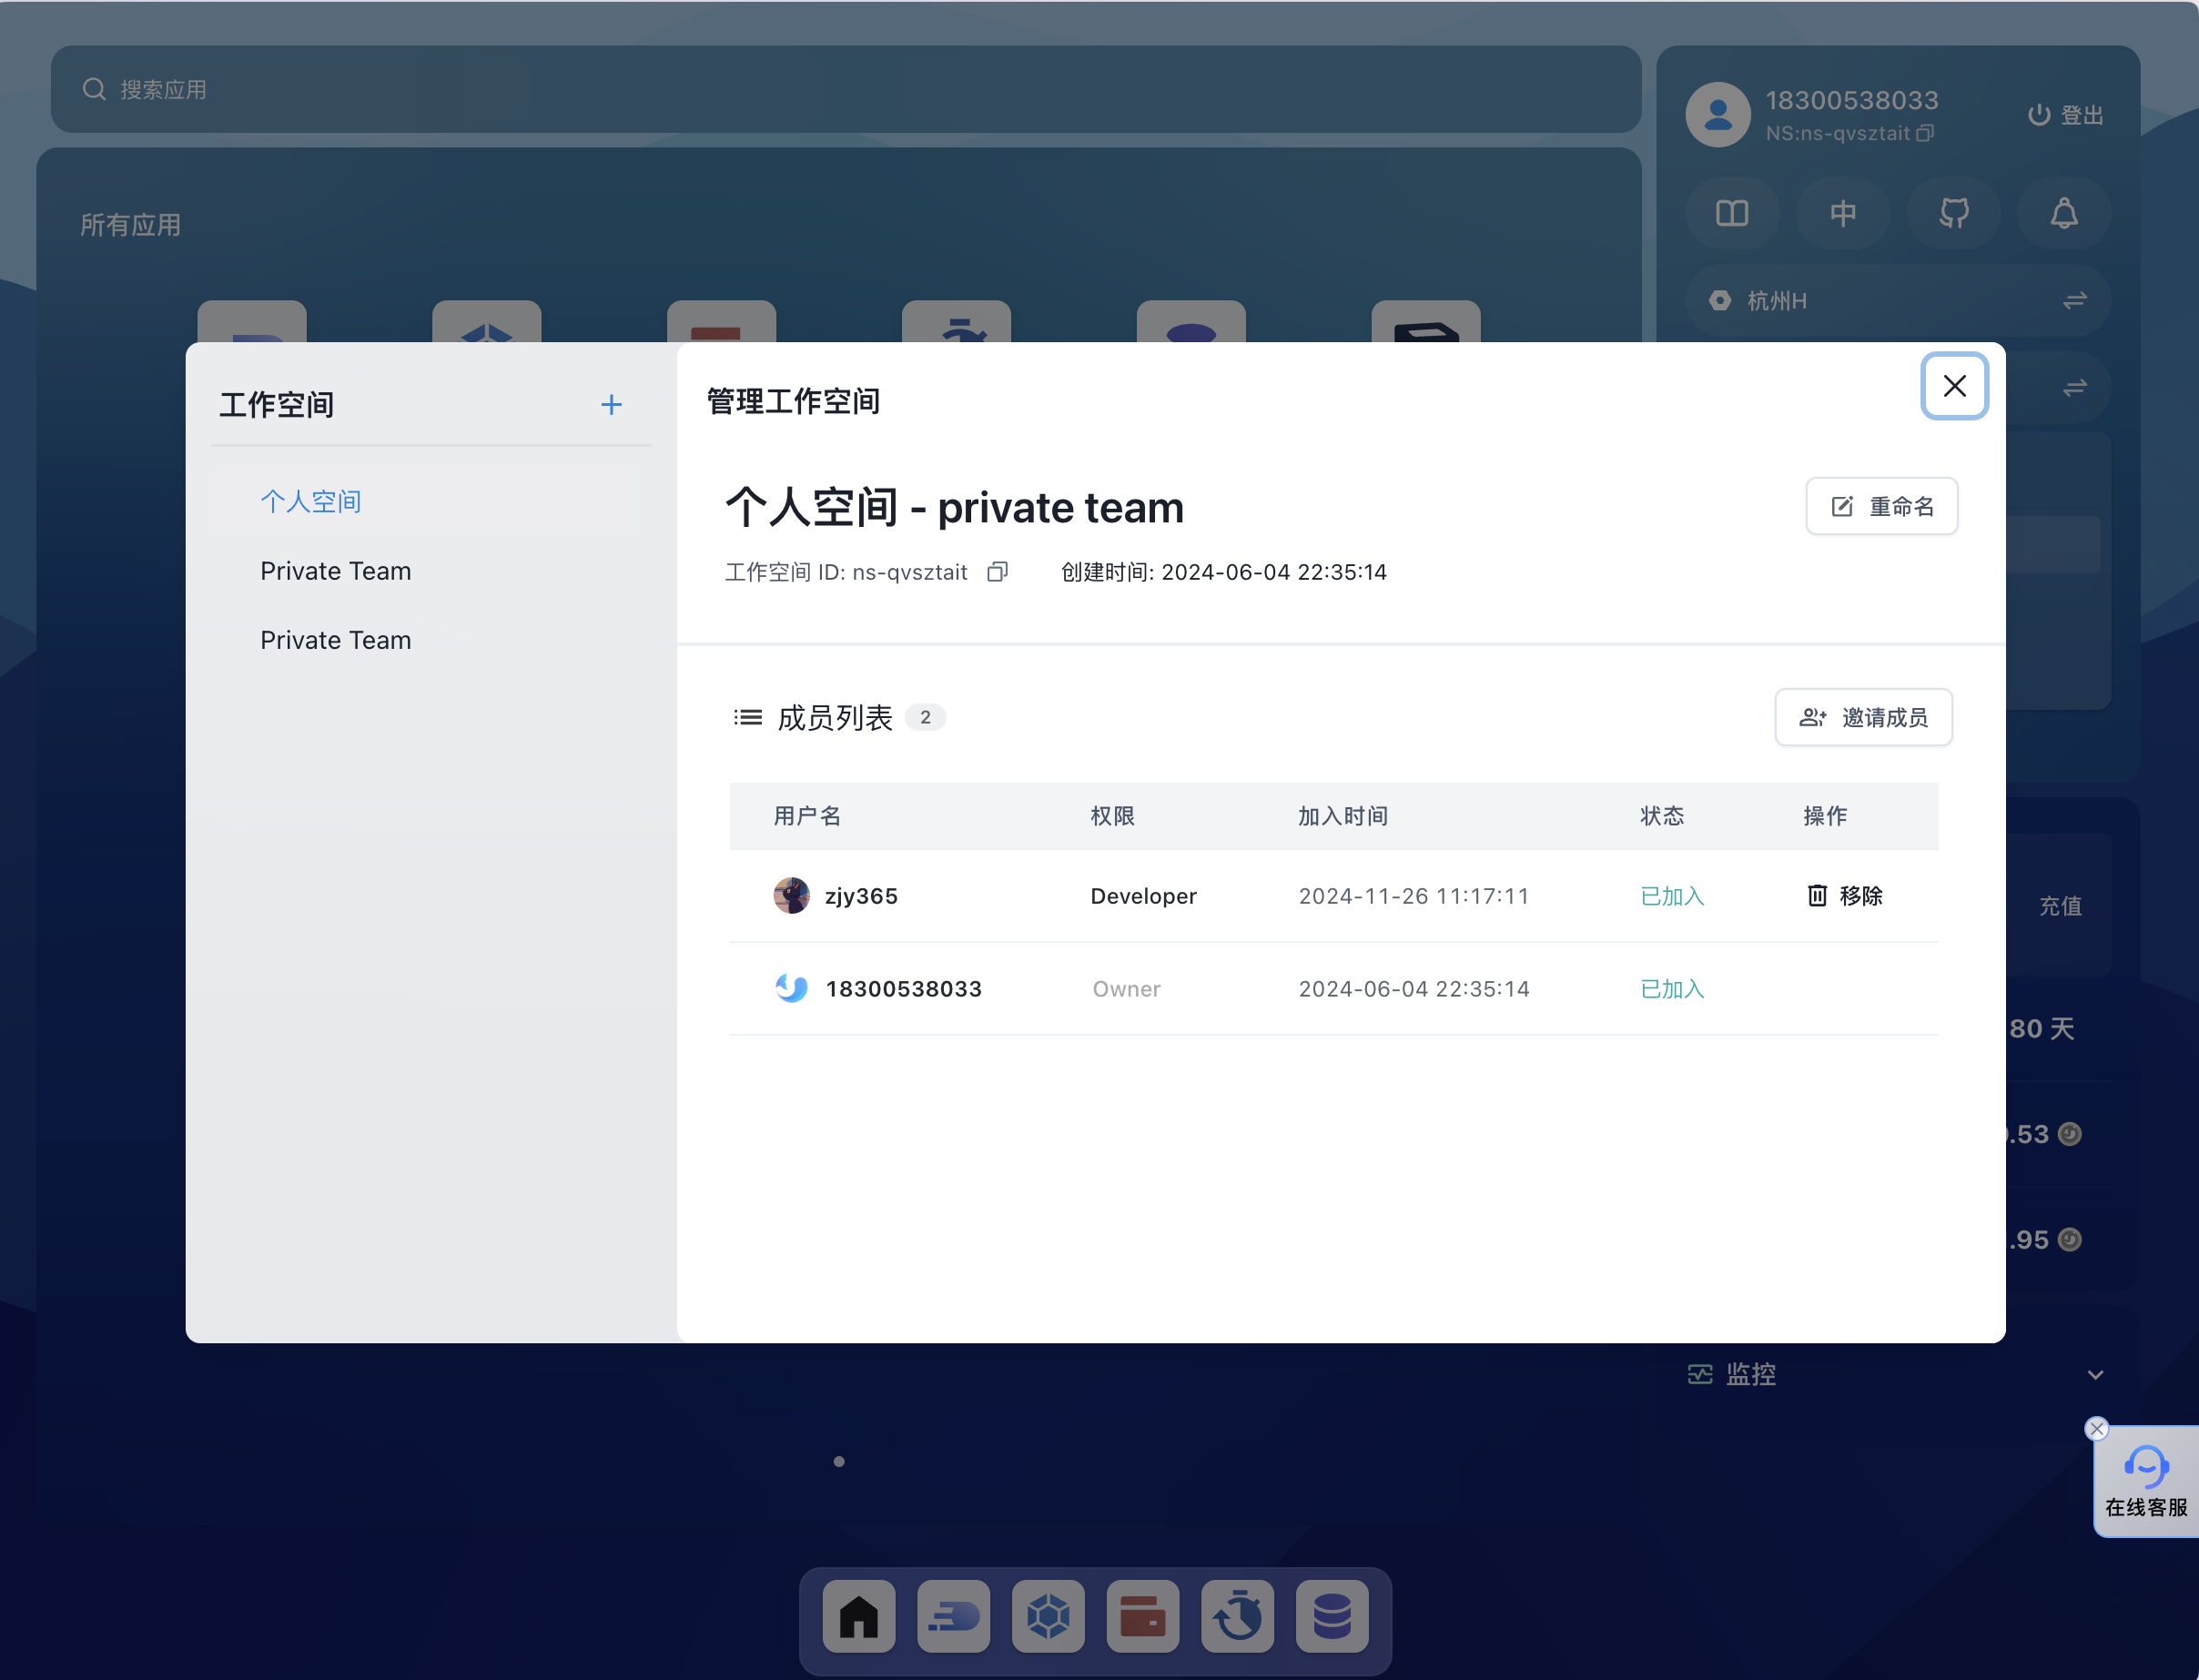 搜索应用
18300538033
NS:ns-qvsztait
登出
所有应用
中
杭州H
工作空间
个人空间
Private Team
Private Team
管理工作空间
个人空间 - private team
重命名
工作空间 ID: ns-qvsztait
创建时间: 2024-06-04 22:35:14
成员列表 2
邀请成员
用户名 权限 加入时间 状态 操作
zjy365 Developer 2024-11-26 11:17:11 已加入 移除
18300538033 Owner 2024-06-04 22:35:14 已加入
充值
80 天
.53
.95
监控
在线客服